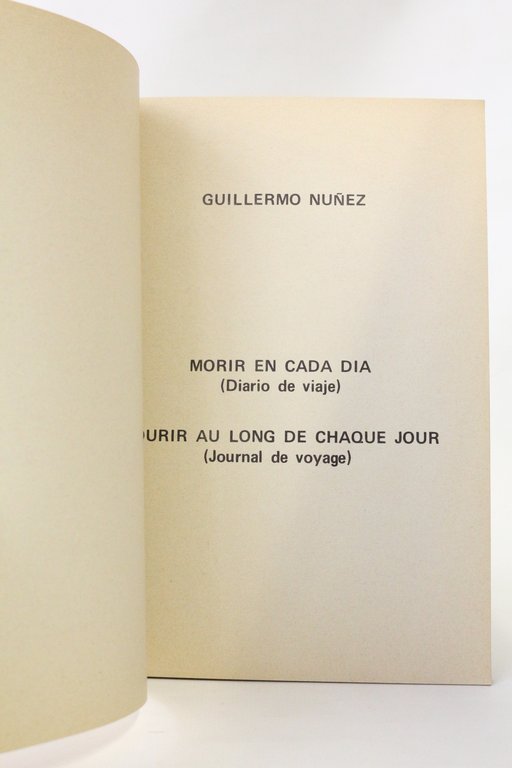 GUILLERMO NUÑEZ
MORIR EN CADA DIA
(Diario de viaje)
OURIR AU LONG DE CHAQUE JOUR
(Journal de voyage)